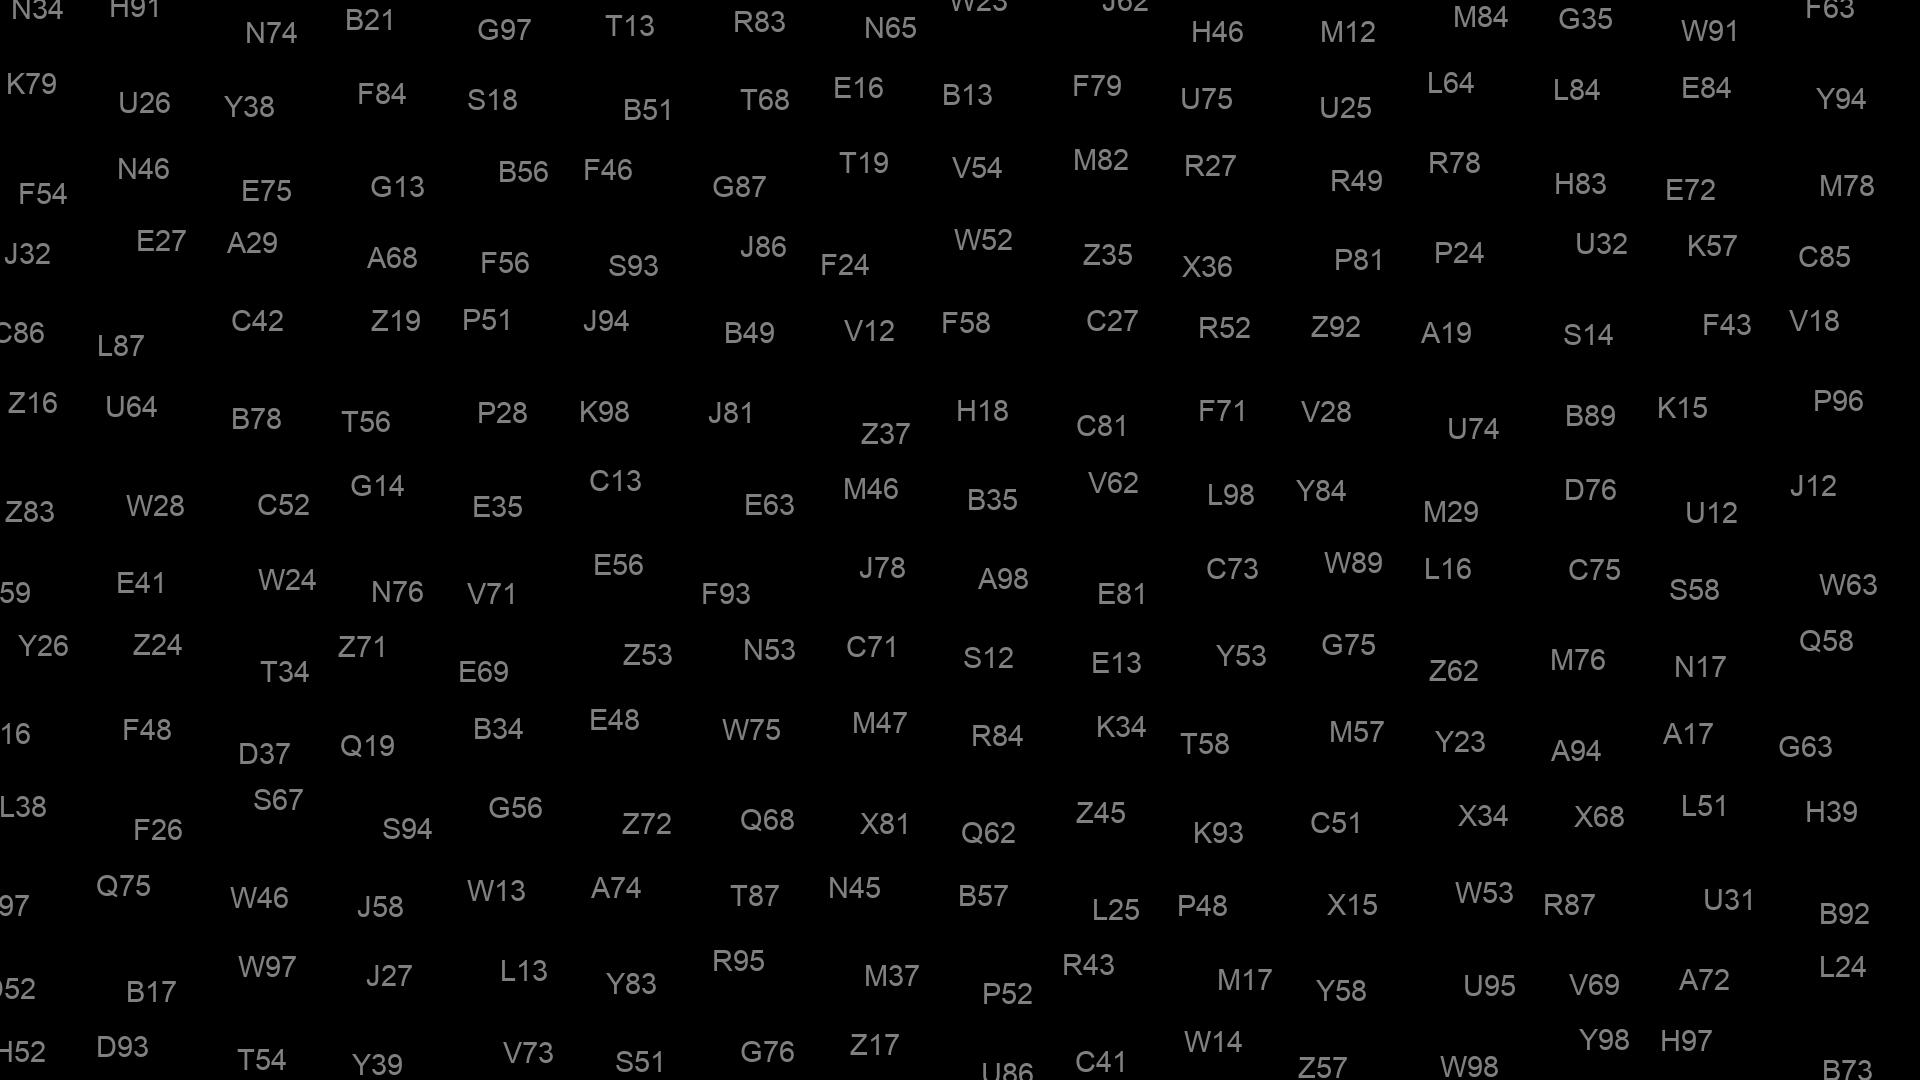 N34 H91 N74 B21 G97 T13 R83 N65 W23 J62 H46 M12 M84 G35 W91 F63
K79 U26 Y38 F84 S18 B51 T68 E16 B13 F79 U75 U25 L64 L84 E84 Y94
F54 N46 E75 G13 B56 F46 G87 T19 V54 M82 R27 R49 R78 H83 E72 M78
J32 E27 A29 A68 F56 S93 J86 F24 W52 Z35 X36 P81 P24 U32 K57 C85
C86 L87 C42 Z19 P51 J94 B49 V12 F58 C27 R52 Z92 A19 S14 F43 V18
Z16 U64 B78 T56 P28 K98 J81 Z37 H18 C81 F71 V28 U74 B89 K15 P96
Z83 W28 C52 G14 E35 C13 E63 M46 B35 V62 L98 Y84 M29 D76 U12 J12
59 E41 W24 N76 V71 E56 F93 J78 A98 E81 C73 W89 L16 C75 S58 W63
Y26 Z24 T34 Z71 E69 Z53 N53 C71 S12 E13 Y53 G75 Z62 M76 N17 Q58
16 F48 D37 Q19 B34 E48 W75 M47 R84 K34 T58 M57 Y23 A94 A17 G63
L38 F26 S67 S94 G56 Z72 Q68 X81 Q62 Z45 K93 C51 X34 X68 L51 H39
97 Q75 W46 J58 W13 A74 T87 N45 B57 L25 P48 X15 W53 R87 U31 B92
52 B17 W97 J27 L13 Y83 R95 M37 P52 R43 M17 Y58 U95 V69 A72 L24
H52 D93 T54 Y39 V73 S51 G76 Z17 U86 C41 W14 Z57 W98 Y98 H97 B73